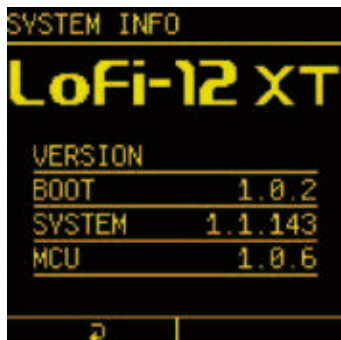 SYSTEM INFO
LoFi-12 XT
VERSION
BOOT 1.0.2
SYSTEM 1.1.143
MCU 1.0.6